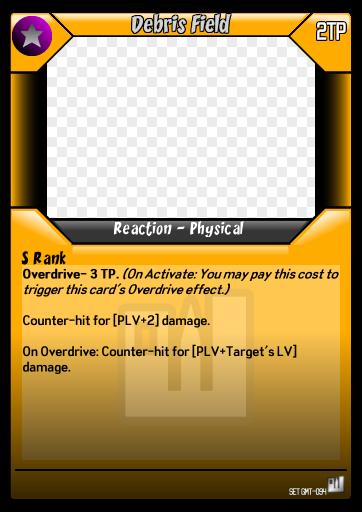 Debris Field
2TP
Reaction - Physical
S Rank
Overdrive- 3 TP. (On Activate: You may pay this cost to
trigger this card's Overdrive effect.)
Counter-hit for [PLV+2] damage.
On Overdrive: Counter-hit for [PLV+Target's LV]
damage.
SET GMT-094